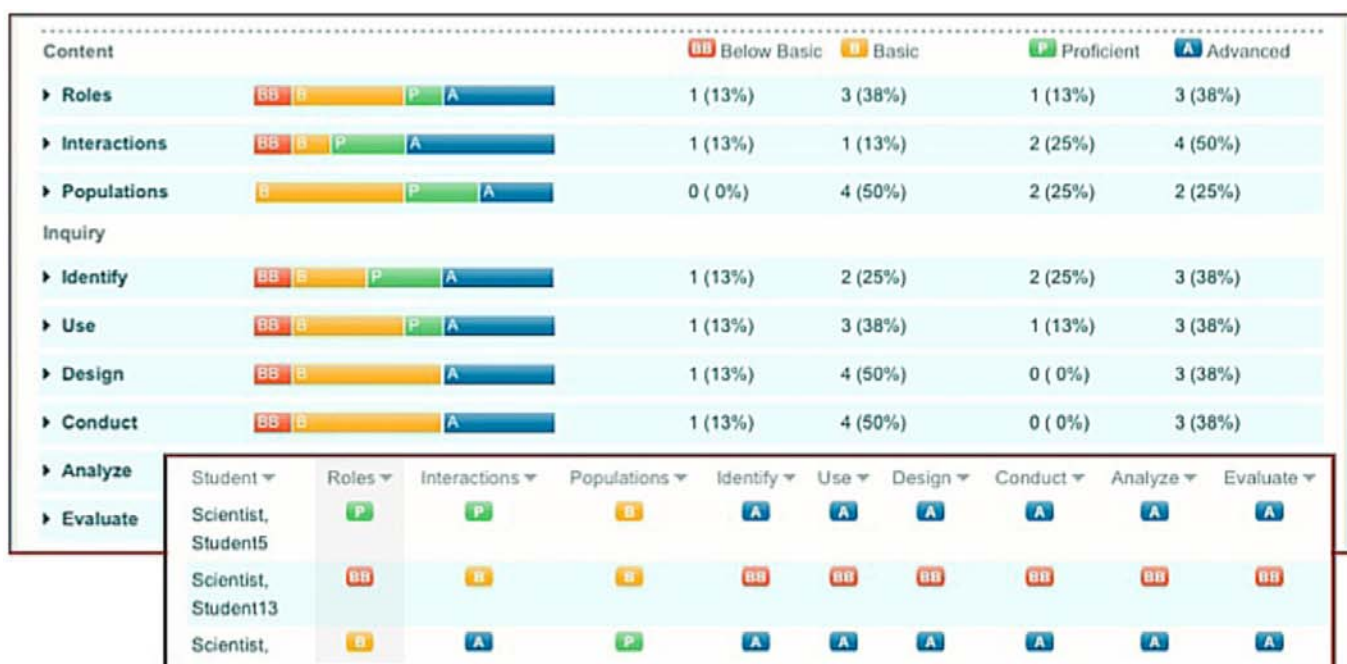 Content BB Below Basic B Basic P Proficient A Advanced
Roles BB B P A 1 (13%) 3 (38%) 1 (13%) 3 (38%)
Interactions BB B P A 1 (13%) 1 (13%) 2 (25%) 4 (50%)
Populations B P A 0 ( 0%) 4 (50%) 2 (25%) 2 (25%)
Inquiry
Identify BB B P A 1 (13%) 2 (25%) 2 (25%) 3 (38%)
Use BB B P A 1 (13%) 3 (38%) 1 (13%) 3 (38%)
Design BB B A 1 (13%) 4 (50%) 0 ( 0%) 3 (38%)
Conduct BB B A 1 (13%) 4 (50%) 0 ( 0%) 3 (38%)
Analyze
Evaluate
Student Roles Interactions Populations Identify Use Design Conduct Analyze Evaluate
Scientist, P P B A A A A A A
Student5
Scientist, BB B B BB BB BB BB BB BB
Student13
Scientist, B A P A A A A A A